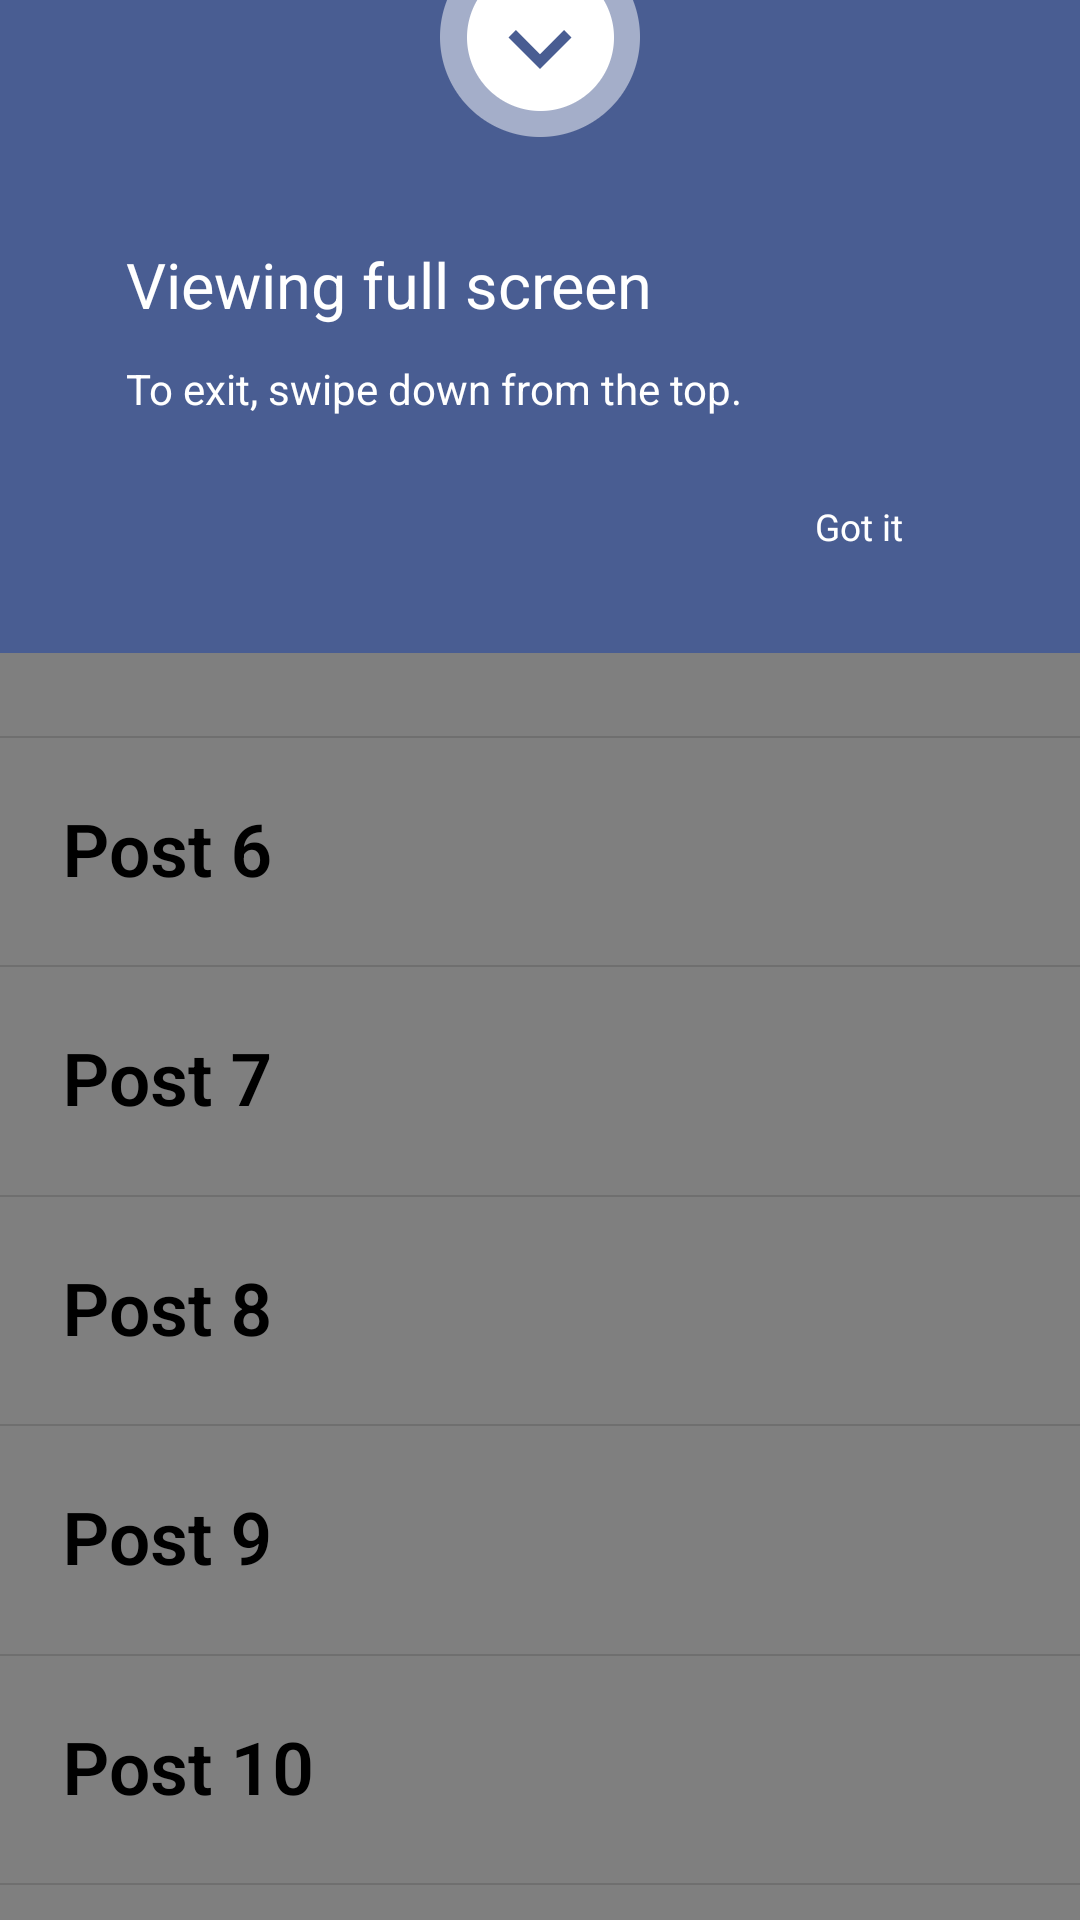 Viewing full screen
To exit, swipe down from the top.
Got it
Post 6
Post 7
Post 8
Post 9
Post 10